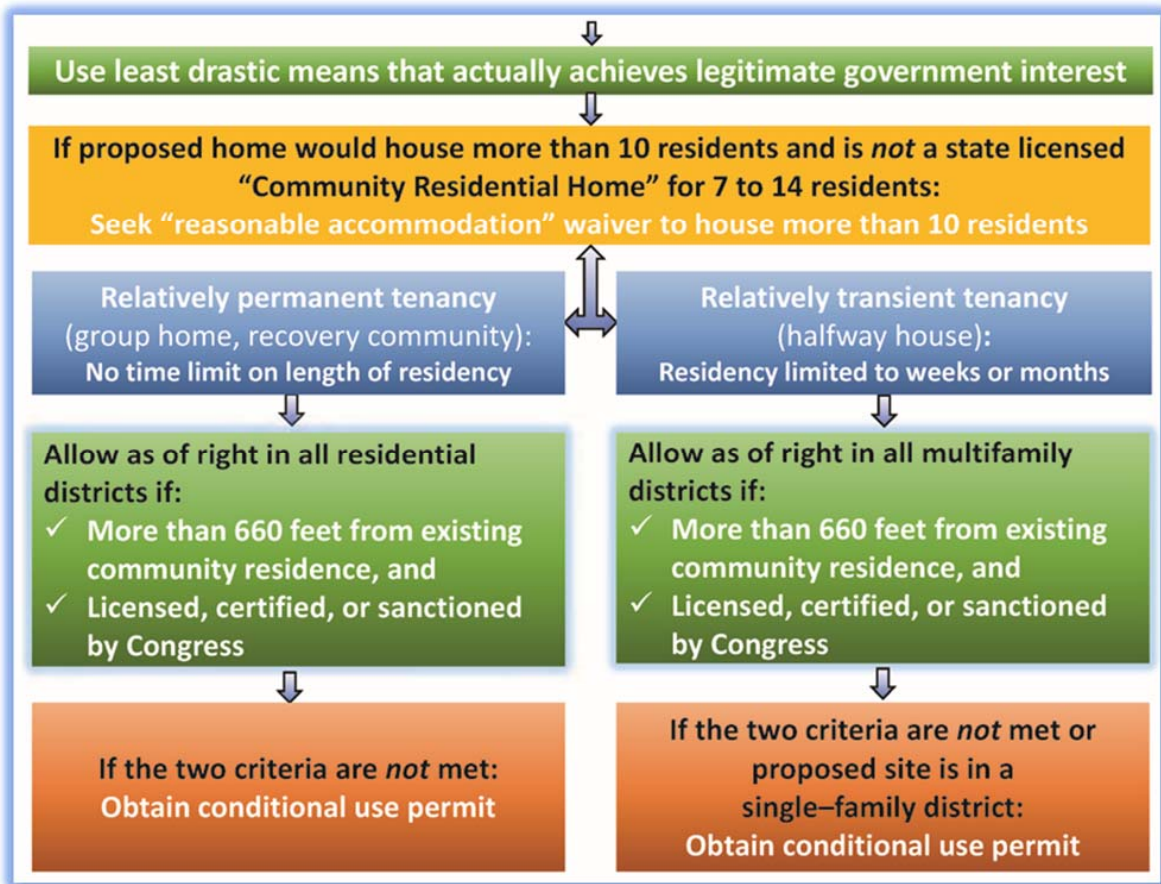 Use least drastic means that actually achieves legitimate government interest
If proposed home would house more than 10 residents and is not a state licensed
“Community Residential Home” for 7 to 14 residents:
Seek “reasonable accommodation” waiver to house more than 10 residents
Relatively permanent tenancy
(group home, recovery community):
No time limit on length of residency
Relatively transient tenancy
(halfway house):
Residency limited to weeks or months
Allow as of right in all residential
districts if:
✓ More than 660 feet from existing
community residence, and
✓ Licensed, certified, or sanctioned
by Congress
Allow as of right in all multifamily
districts if:
✓ More than 660 feet from existing
community residence, and
✓ Licensed, certified, or sanctioned
by Congress
If the two criteria are not met:
Obtain conditional use permit
If the two criteria are not met or
proposed site is in a
single–family district:
Obtain conditional use permit